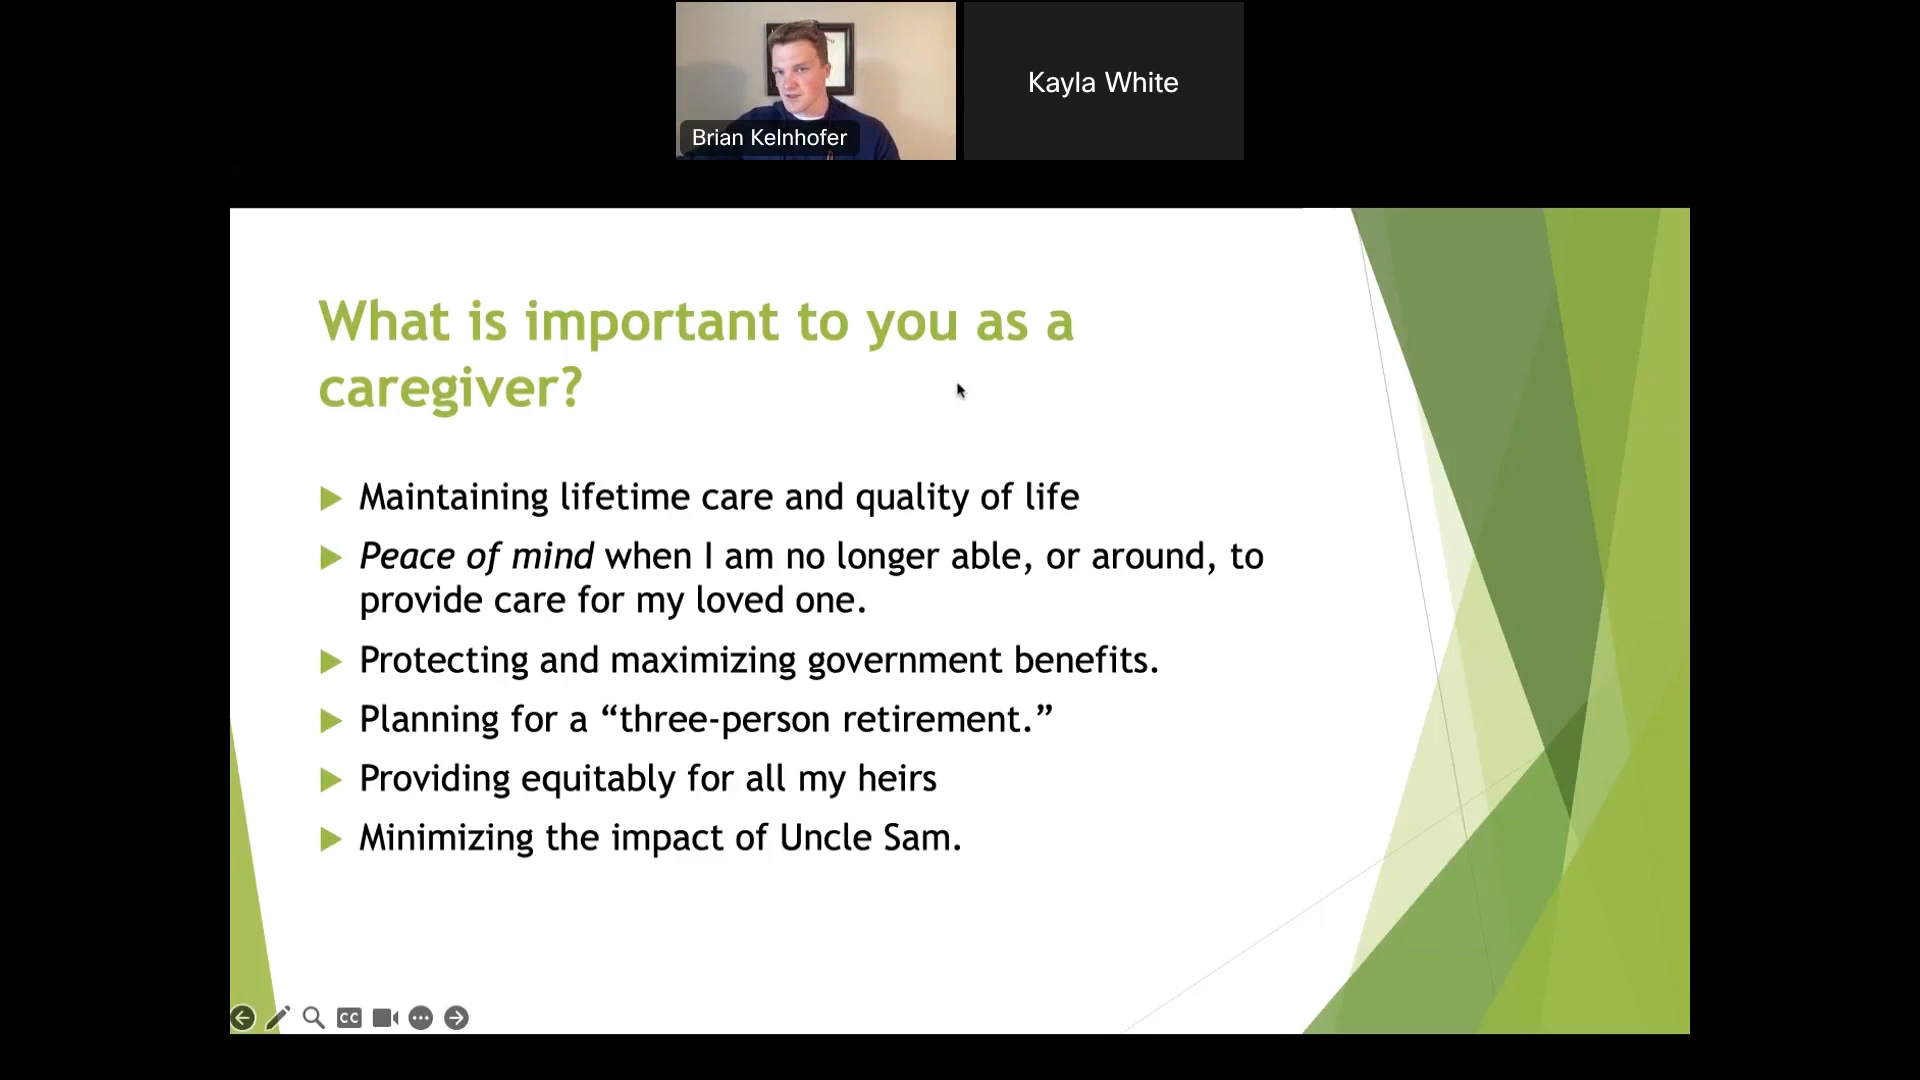 Brian Kelnhofer
Kayla White
What is important to you as a
caregiver?
Maintaining lifetime care and quality of life
Peace of mind when I am no longer able, or around, to
provide care for my loved one.
Protecting and maximizing government benefits.
Planning for a “three-person retirement.”
Providing equitably for all my heirs
Minimizing the impact of Uncle Sam.
CC